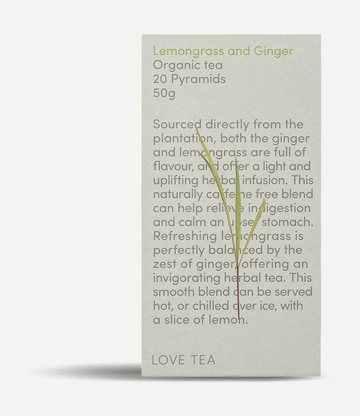 Lemongrass and Ginger
Organic tea
20 Pyramids
50g
Sourced directly from the
plantation, both the ginger
and lemongrass are full of
flavour, and offer a light and
uplifting herbal infusion. This
naturally caffeine free blend
can help relieve indigestion
and calm an upset stomach.
Refreshing lemongrass is
perfectly balanced by the
zest of ginger, offering an
invigorating herbal tea. This
smooth blend can be served
hot, or chilled over ice, with
a slice of lemon.
LOVE TEA